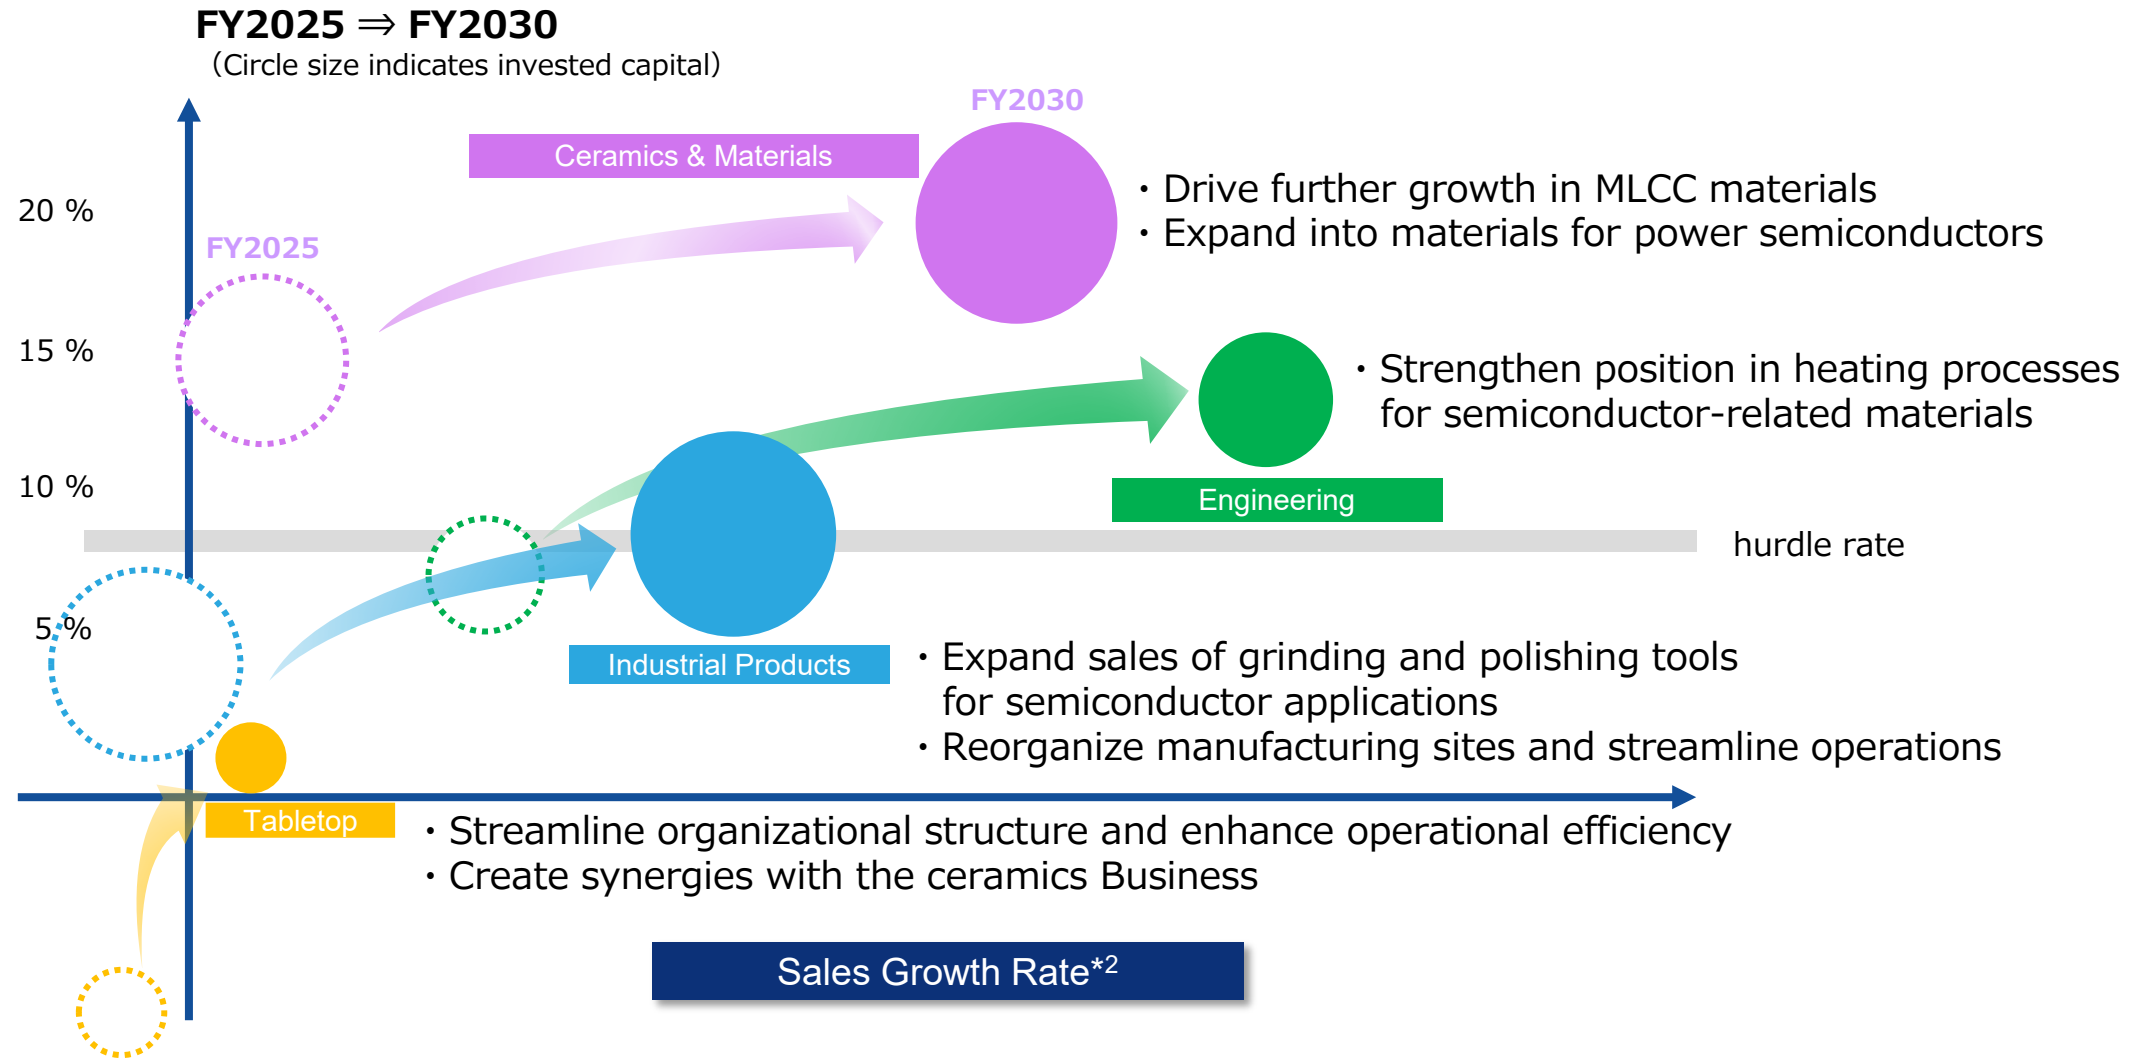 FY2025 ⇒ FY2030
（Circle size indicates invested capital）
FY2030
Ceramics & Materials
・Drive further growth in MLCC materials
・Expand into materials for power semiconductors
20 %
FY2025
15 %
・Strengthen position in heating processes
for semiconductor-related materials
10 %
Engineering
hurdle rate
5 %
Industrial Products
・Expand sales of grinding and polishing tools
for semiconductor applications
・Reorganize manufacturing sites and streamline operations
Tabletop
・Streamline organizational structure and enhance operational efficiency
・Create synergies with the ceramics Business
Sales Growth Rate*2